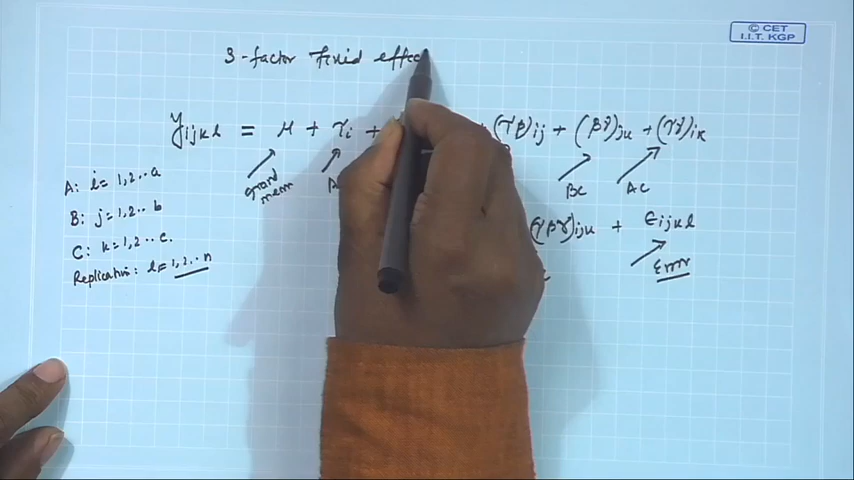 © CET
I.I.T. KGP
3-factor fixed effec
yijkl = μ + τi + + (τβ)ij + (βγ)jk + (τγ)ik
grand mean A BC AC
A: i = 1,2..a
B: j = 1,2.. b
C: k = 1,2..c.
Replication: l = 1,2.. n
(τβγ)ijk + εijkl
Error